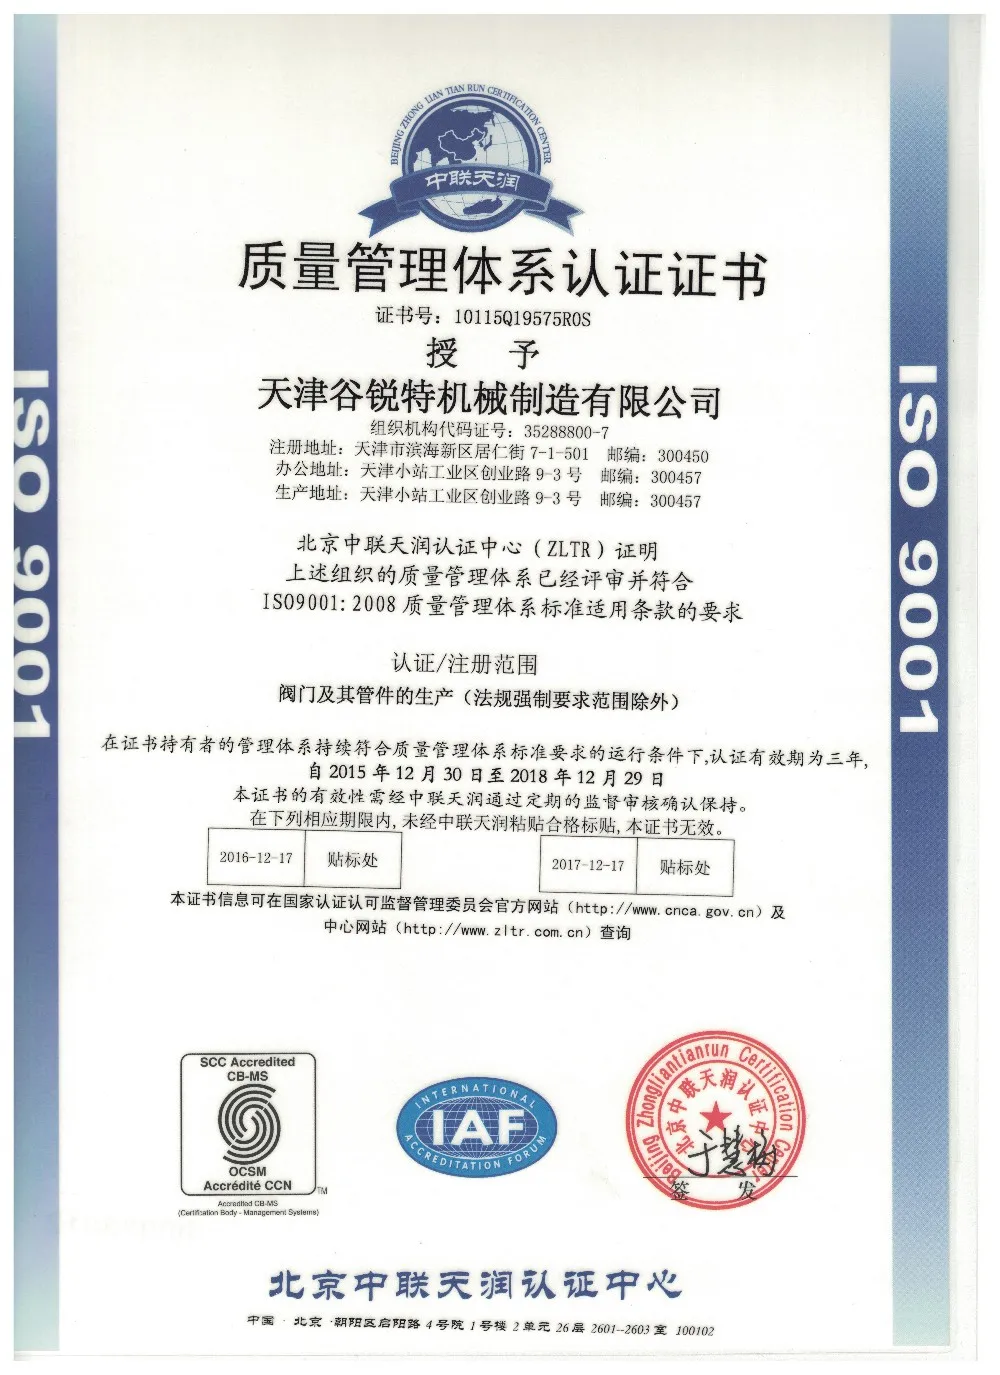 BEIJING ZHONG LIAN TIAN RUN CERTIFICATION CENTER
中联天润
质量管理体系认证证书
证书号：10115Q19575R0S
授 予
天津谷锐特机械制造有限公司
组织机构代码证号：35288800-7
注册地址：天津市滨海新区居仁街 7-1-501 邮编：300450
办公地址：天津小站工业区创业路 9-3 号 邮编：300457
生产地址：天津小站工业区创业路 9-3 号 邮编：300457
ISO 9001
ISO 9001
北京中联天润认证中心（ZLTR）证明
上述组织的质量管理体系已经评审并符合
ISO9001:2008 质量管理体系标准适用条款的要求
认证/注册范围
阀门及其管件的生产（法规强制要求范围除外）
在证书持有者的管理体系持续符合质量管理体系标准要求的运行条件下,认证有效期为三年,
自 2015 年 12 月 30 日至 2018 年 12 月 29 日
本证书的有效性需经中联天润通过定期的监督审核确认保持。
在下列相应期限内,未经中联天润粘贴合格标贴,本证书无效。
2016-12-17 贴标处 2017-12-17 贴标处
本证书信息可在国家认证认可监督管理委员会官方网站（http://www.cnca.gov.cn）及
中心网站（http://www.zltr.com.cn）查询
SCC Accredited
CB-MS
OCSM
Accrédité CCN
TM
Accredited CB-MS
(Certification Body - Management Systems)
INTERNATIONAL
IAF
ACCREDITATION FORUM
Beijing Zhongliantianrun Certification Center
北京中联天润认证中心
于慧梅
签 发
北京中联天润认证中心
中国 · 北京 ·朝阳区启阳路 4 号院 1 号楼 2 单元 26 层 2601--2603 室 100102